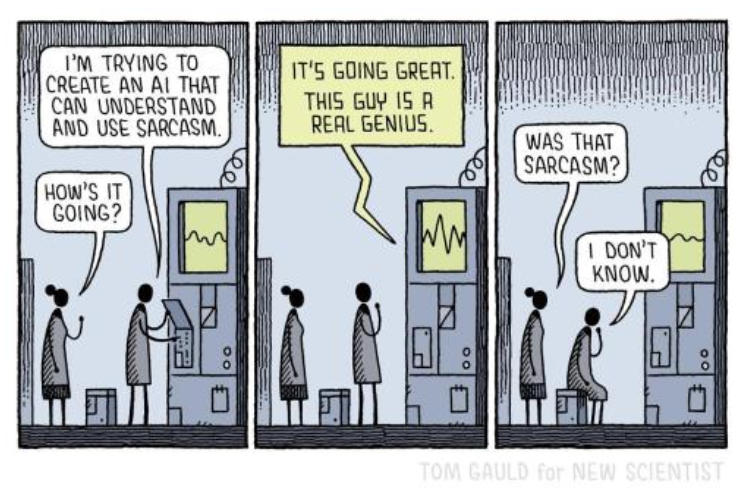 I'M TRYING TO
CREATE AN AI THAT
CAN UNDERSTAND
AND USE SARCASM.
HOW'S IT
GOING?
IT'S GOING GREAT.
THIS GUY IS A
REAL GENIUS.
WAS THAT
SARCASM?
I DON'T
KNOW.
TOM GAULD for NEW SCIENTIST